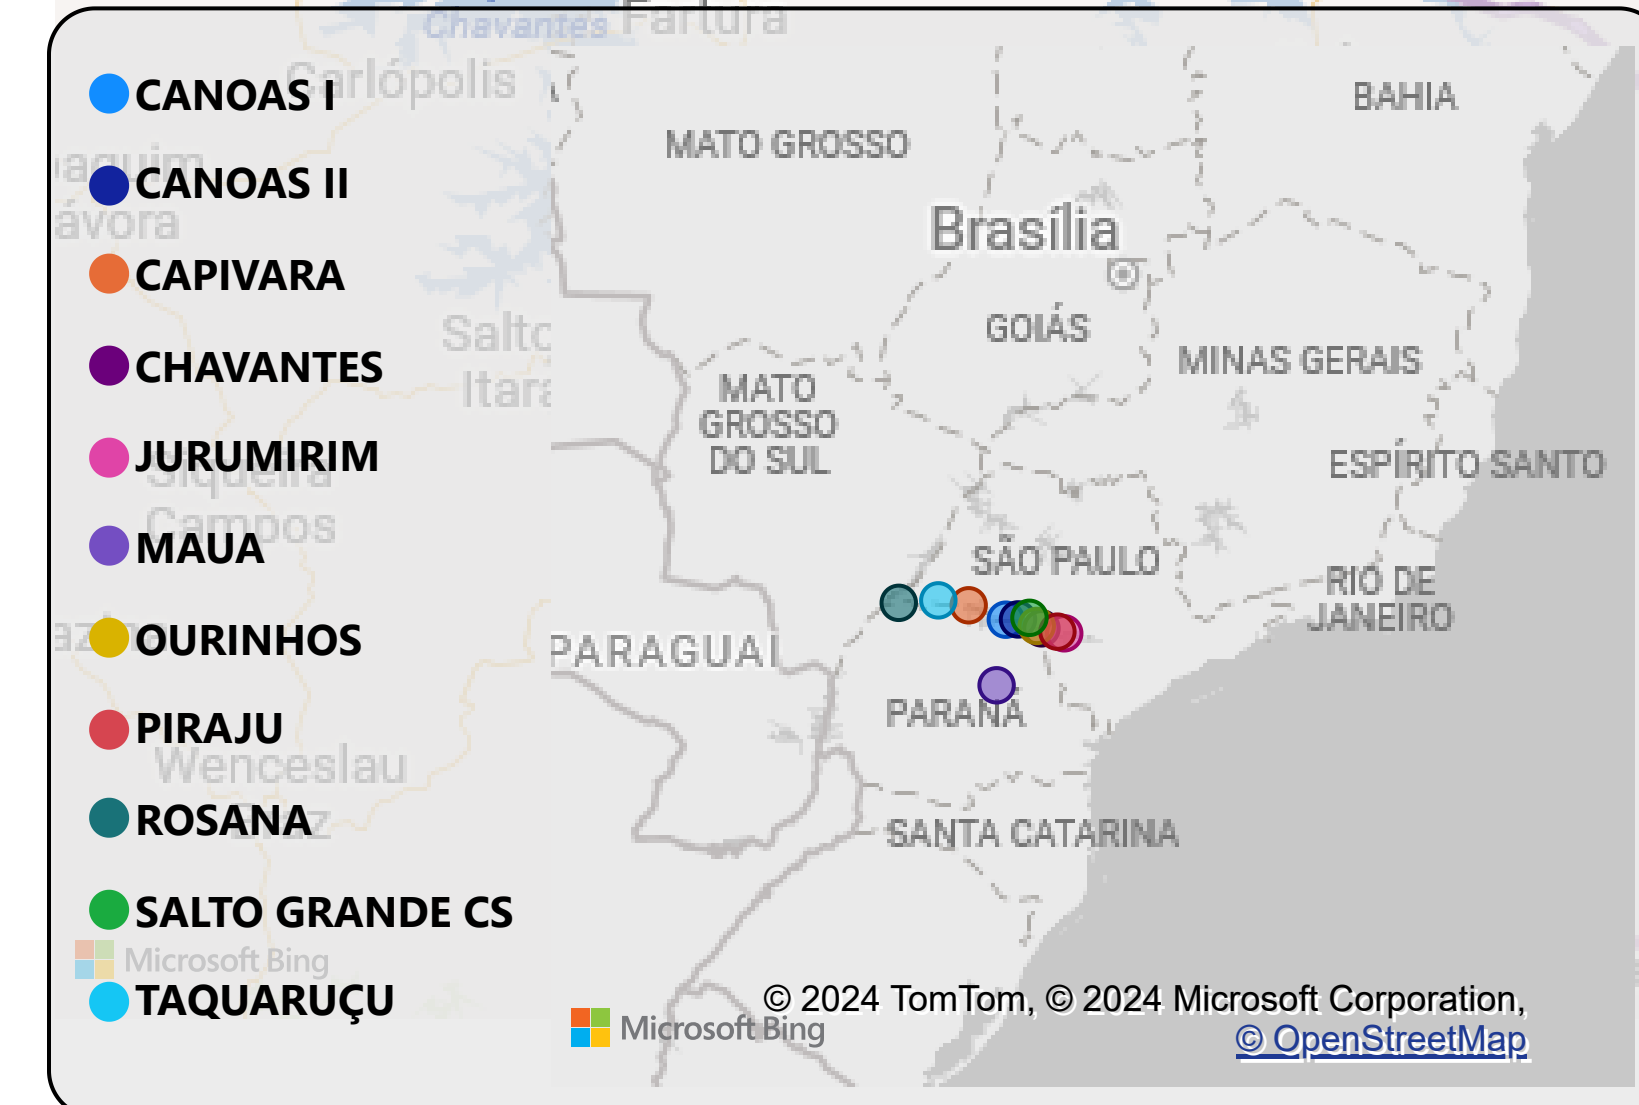 Chavantes
Fartura
Carlópolis
CANOAS I
CANOAS II
ávora
CAPIVARA
Salto
CHAVANTES
JURUMIRIM
Siqueira
Campos
MAUA
OURINHOS
PIRAJU
Wenceslau
Braz
ROSANA
SALTO GRANDE CS
Microsoft Bing
TAQUARUÇU
BAHIA
MATO GROSSO
Brasília
GOIÁS
MINAS GERAIS
MATO
GROSSO
DO SUL
ESPÍRITO SANTO
SÃO PAULO
RIO DE
JANEIRO
PARAGUAI
PARANÁ
SANTA CATARINA
© 2024 TomTom, © 2024 Microsoft Corporation,
Microsoft Bing
© OpenStreetMap